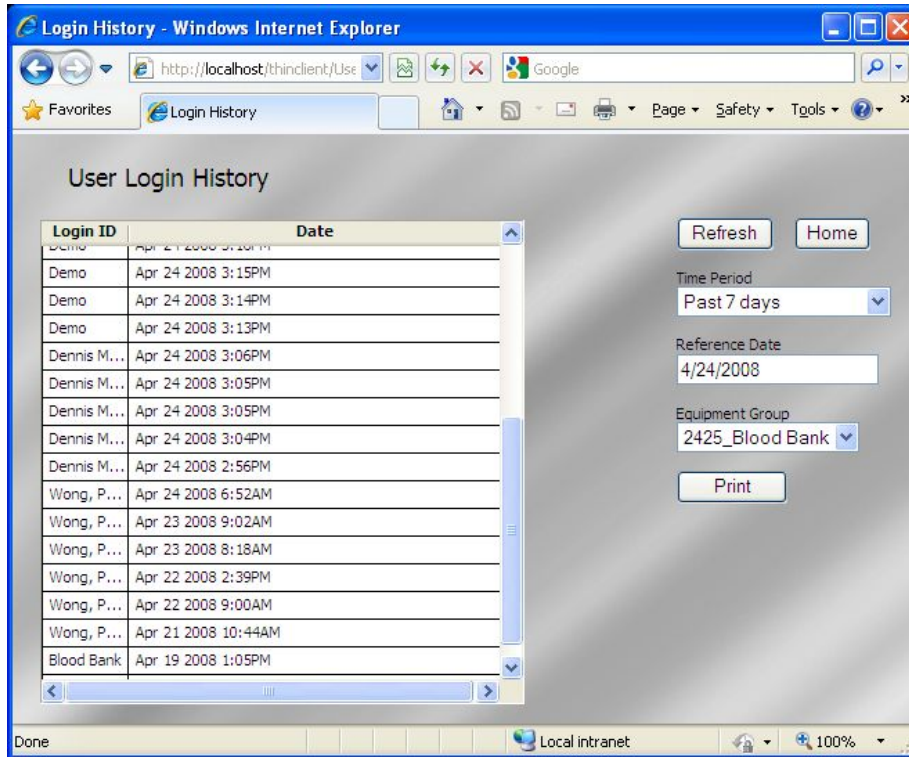 Login History - Windows Internet Explorer
http://localhost/thinclient/Use
Google
Favorites
Login History
Page
Safety
Tools
»
User Login History
Login ID Date
Demo Apr 24 2008 3:16PM
Demo Apr 24 2008 3:15PM
Demo Apr 24 2008 3:14PM
Demo Apr 24 2008 3:13PM
Dennis M... Apr 24 2008 3:06PM
Dennis M... Apr 24 2008 3:05PM
Dennis M... Apr 24 2008 3:05PM
Dennis M... Apr 24 2008 3:04PM
Dennis M... Apr 24 2008 2:56PM
Wong, P... Apr 24 2008 6:52AM
Wong, P... Apr 23 2008 9:02AM
Wong, P... Apr 23 2008 8:18AM
Wong, P... Apr 22 2008 2:39PM
Wong, P... Apr 22 2008 9:00AM
Wong, P... Apr 21 2008 10:44AM
Blood Bank Apr 19 2008 1:05PM
Refresh Home
Time Period
Past 7 days
Reference Date
4/24/2008
Equipment Group
2425_Blood Bank
Print
Done
Local intranet
100%